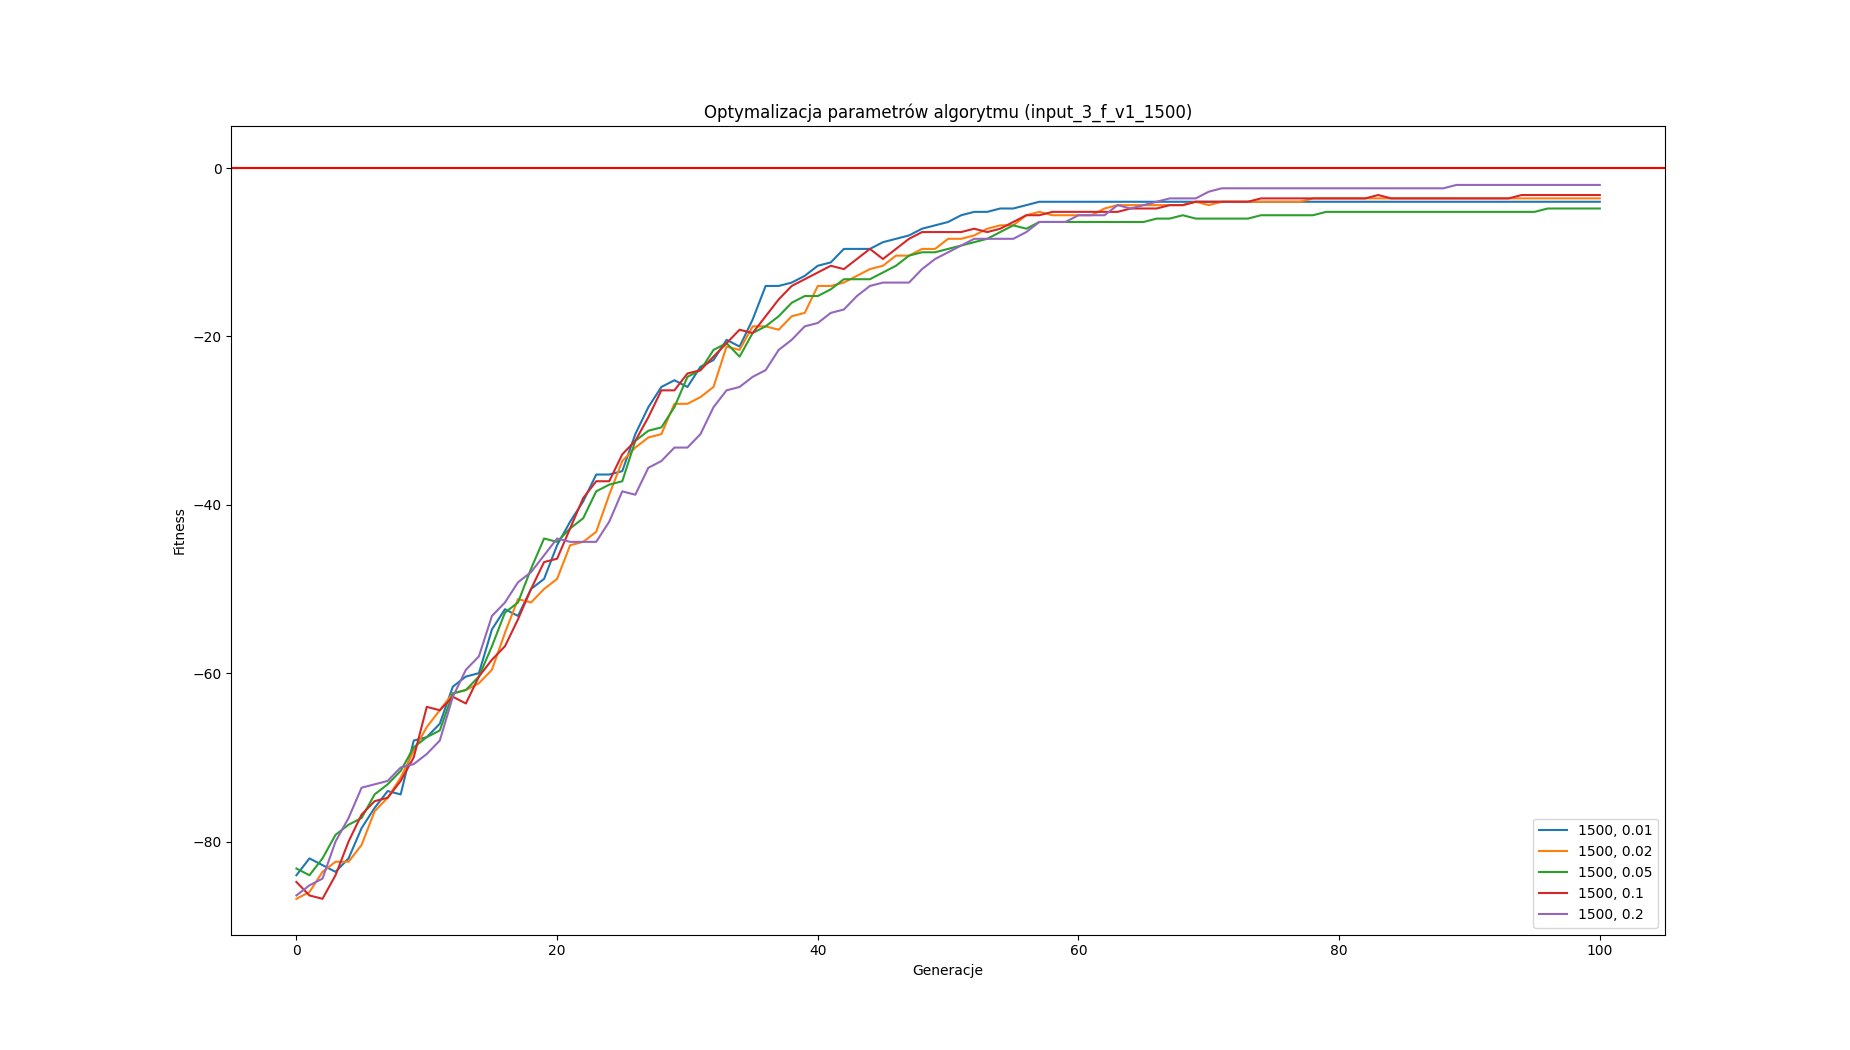 Optymalizacja parametrów algorytmu (input_3_f_v1_1500)
0
−20
−40
−60
−80
Fitness
0 20 40 60 80 100
Generacje
1500, 0.01
1500, 0.02
1500, 0.05
1500, 0.1
1500, 0.2